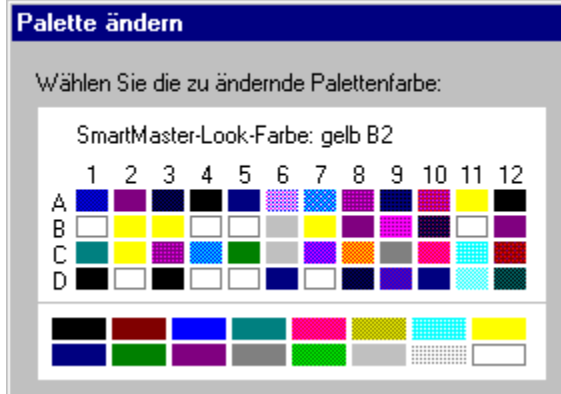 Palette ändern
Wählen Sie die zu ändernde Palettenfarbe:
SmartMaster-Look-Farbe: gelb B2
1 2 3 4 5 6 7 8 9 10 11 12
A
B
C
D